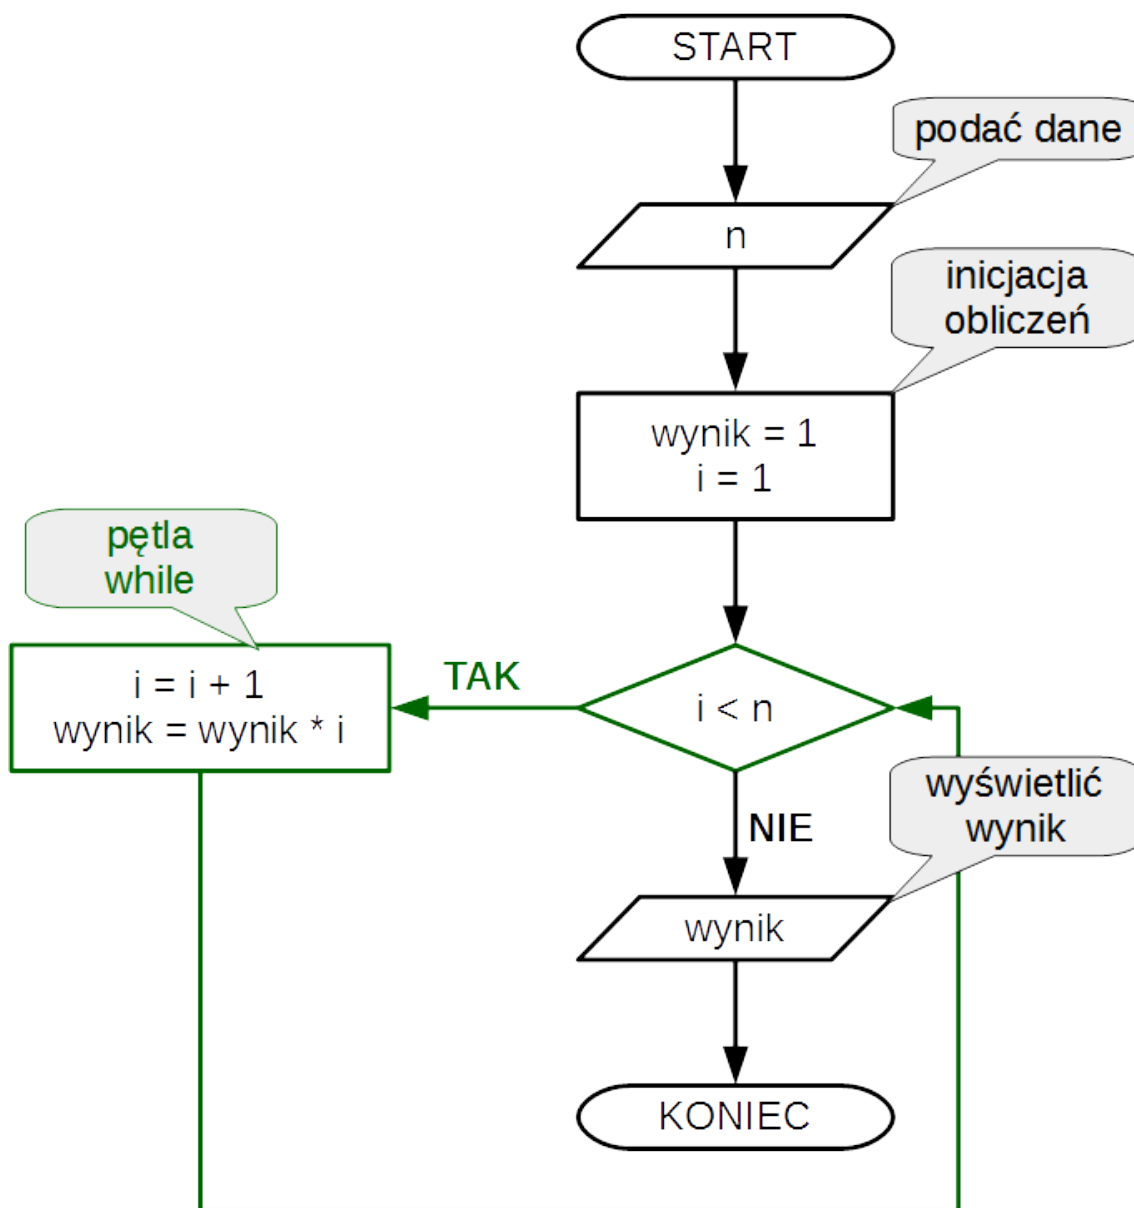 START
podać dane
n
inicjacja
obliczeń
wynik = 1
i = 1
pętla
while
i = i + 1
wynik = wynik * i
TAK
i < n
NIE
wyświetlić
wynik
wynik
KONIEC